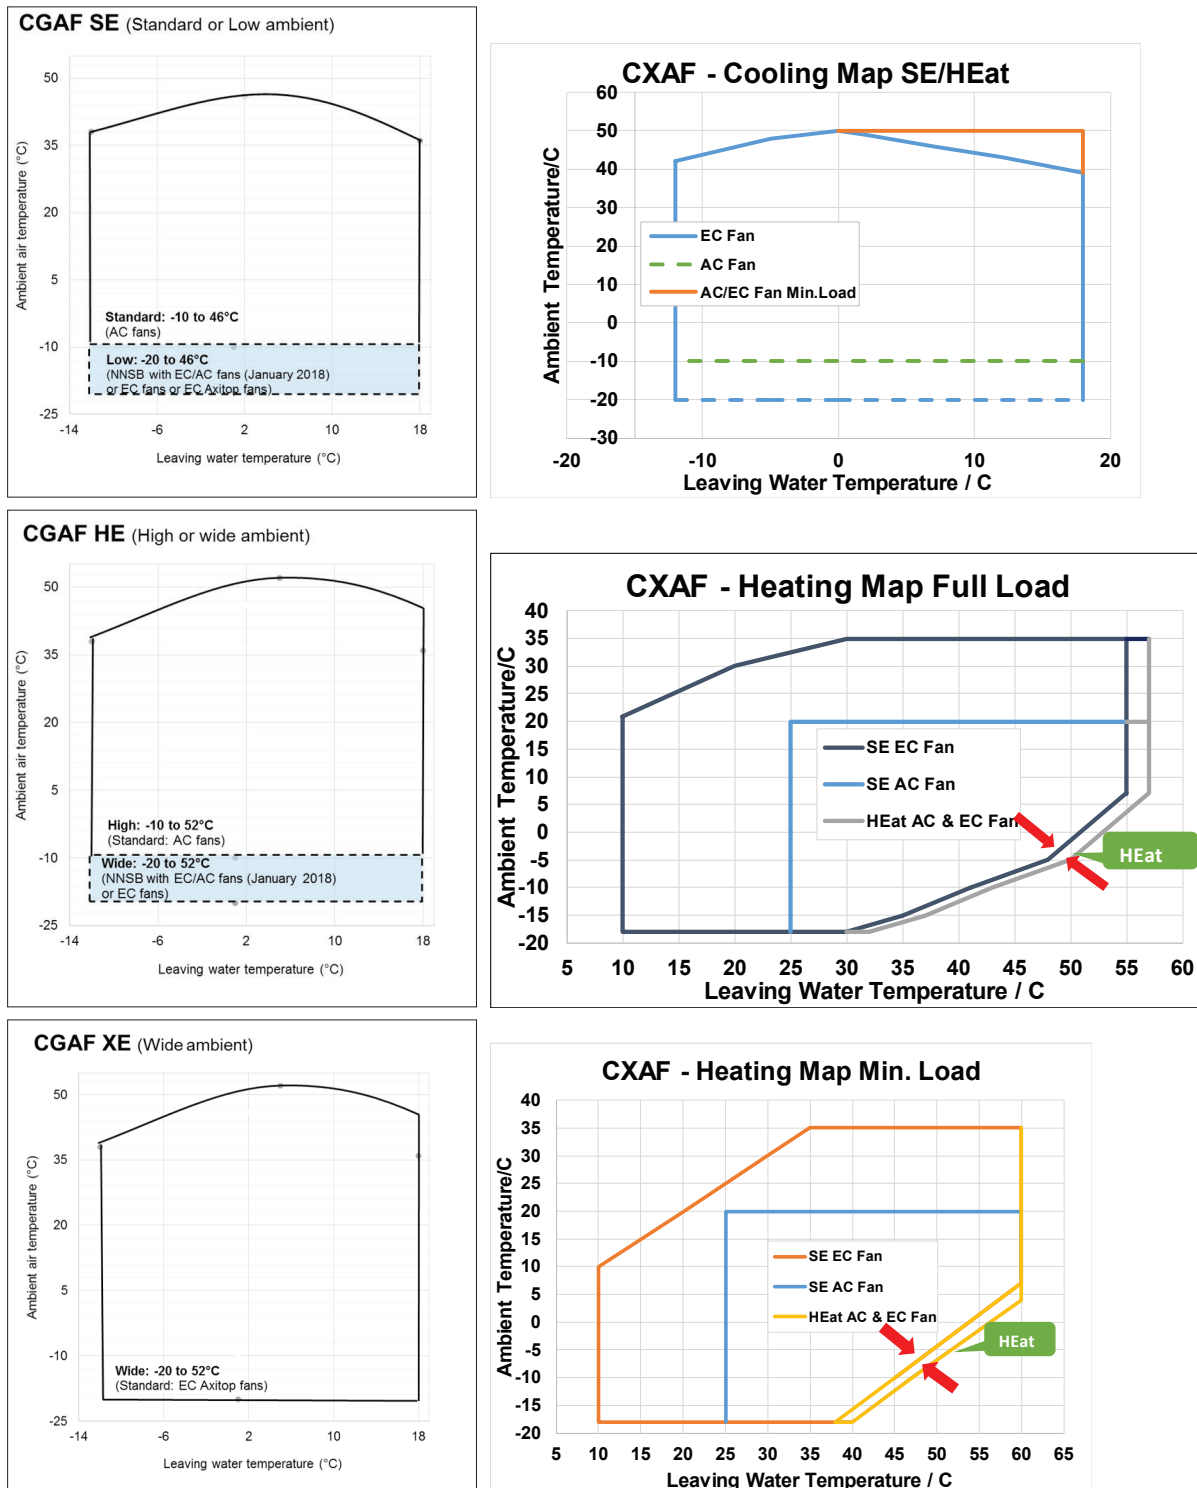 CGAF SE (Standard or Low ambient)
50
35
20
5
-10
-25
Ambient air temperature (°C)
Standard: -10 to 46°C
(AC fans)
Low: -20 to 46°C
(NNSB with EC/AC fans (January 2018)
or EC fans or EC Axitop fans)
-14
-6
2
10
18
Leaving water temperature (°C)
CXAF - Cooling Map SE/HEat
60
50
40
30
20
10
0
-10
-20
-30
Ambient Temperature/C
EC Fan
AC Fan
AC/EC Fan Min.Load
-20
-10
0
10
20
Leaving Water Temperature / C
CGAF HE (High or wide ambient)
50
35
20
5
-10
-25
Ambient air temperature (°C)
High: -10 to 52°C
(Standard: AC fans)
Wide: -20 to 52°C
(NNSB with EC/AC fans (January 2018)
or EC fans)
-14
-6
2
10
18
Leaving water temperature (°C)
CXAF - Heating Map Full Load
40
35
30
25
20
15
10
5
0
-5
-10
-15
-20
Ambient Temperature/C
SE EC Fan
SE AC Fan
HEat AC & EC Fan
HEat
5
10
15
20
25
30
35
40
45
50
55
60
Leaving Water Temperature / C
CGAF XE (Wide ambient)
50
35
20
5
-10
-25
Ambient air temperature (°C)
Wide: -20 to 52°C
(Standard: EC Axitop fans)
-14
-6
2
10
18
Leaving water temperature (°C)
CXAF - Heating Map Min. Load
40
35
30
25
20
15
10
5
0
-5
-10
-15
-20
Ambient Temperature/C
SE EC Fan
SE AC Fan
HEat AC & EC Fan
HEat
5
10
15
20
25
30
35
40
45
50
55
60
65
Leaving Water Temperature / C